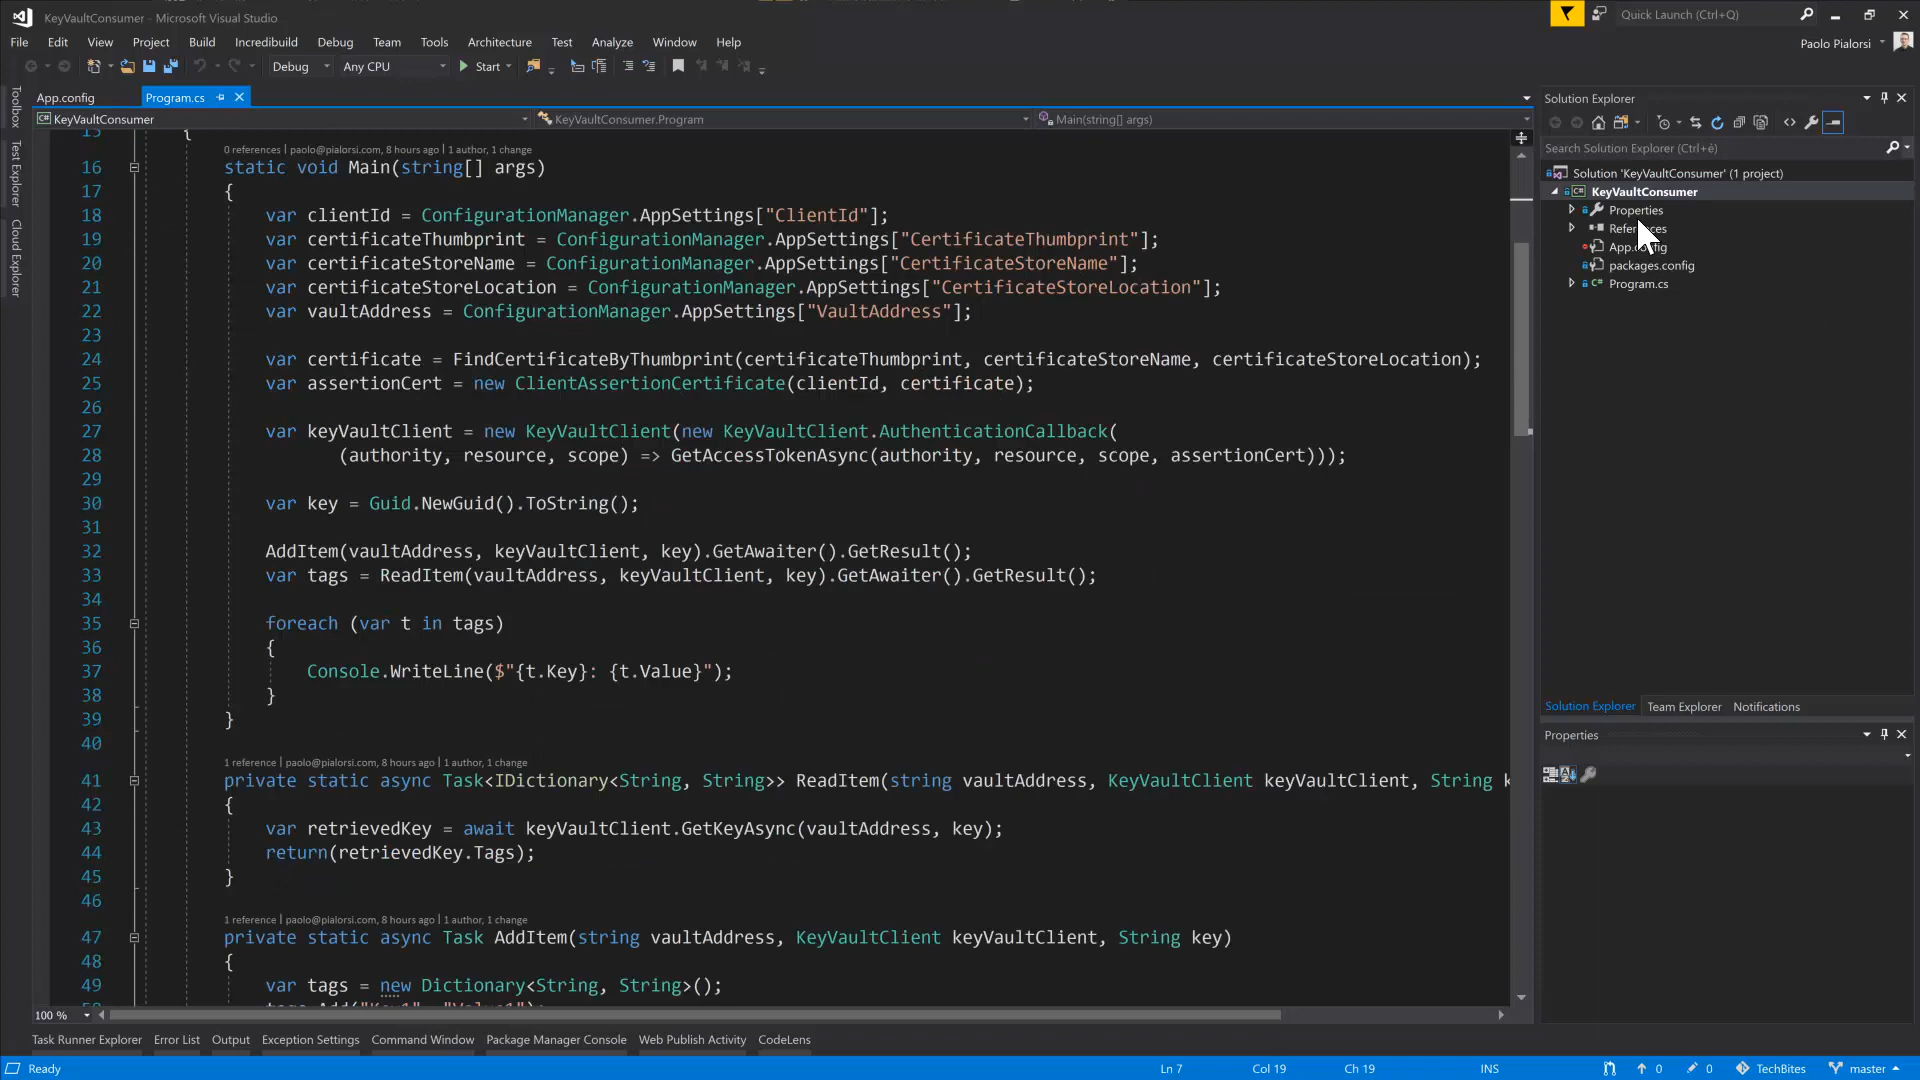 KeyVaultConsumer - Microsoft Visual Studio
Quick Launch (Ctrl+Q)
File Edit View Project Build Incredibuild Debug Team Tools Architecture Test Analyze Window Help
Paolo Pialorsi
Debug Any CPU Start
Toolbox
Test Explorer
Cloud Explorer
App.config Program.cs
KeyVaultConsumer KeyVaultConsumer.Program Main(string[] args)
15 {
0 references | paolo@pialorsi.com, 8 hours ago | 1 author, 1 change
16 static void Main(string[] args)
17 {
18 var clientId = ConfigurationManager.AppSettings["ClientId"];
19 var certificateThumbprint = ConfigurationManager.AppSettings["CertificateThumbprint"];
20 var certificateStoreName = ConfigurationManager.AppSettings["CertificateStoreName"];
21 var certificateStoreLocation = ConfigurationManager.AppSettings["CertificateStoreLocation"];
22 var vaultAddress = ConfigurationManager.AppSettings["VaultAddress"];
23
24 var certificate = FindCertificateByThumbprint(certificateThumbprint, certificateStoreName, certificateStoreLocation);
25 var assertionCert = new ClientAssertionCertificate(clientId, certificate);
26
27 var keyVaultClient = new KeyVaultClient(new KeyVaultClient.AuthenticationCallback(
28 (authority, resource, scope) => GetAccessTokenAsync(authority, resource, scope, assertionCert)));
29
30 var key = Guid.NewGuid().ToString();
31
32 AddItem(vaultAddress, keyVaultClient, key).GetAwaiter().GetResult();
33 var tags = ReadItem(vaultAddress, keyVaultClient, key).GetAwaiter().GetResult();
34
35 foreach (var t in tags)
36 {
37 Console.WriteLine($"{t.Key}: {t.Value}");
38 }
39 }
40
1 reference | paolo@pialorsi.com, 8 hours ago | 1 author, 1 change
41 private static async Task<IDictionary<String, String>> ReadItem(string vaultAddress, KeyVaultClient keyVaultClient, String k
42 {
43 var retrievedKey = await keyVaultClient.GetKeyAsync(vaultAddress, key);
44 return(retrievedKey.Tags);
45 }
46
1 reference | paolo@pialorsi.com, 8 hours ago | 1 author, 1 change
47 private static async Task AddItem(string vaultAddress, KeyVaultClient keyVaultClient, String key)
48 {
49 var tags = new Dictionary<String, String>();
50 tags.Add("Key1", "Value1");
100 %
Solution Explorer
Search Solution Explorer (Ctrl+è)
Solution 'KeyVaultConsumer' (1 project)
KeyVaultConsumer
Properties
References
App.config
packages.config
Program.cs
Solution Explorer Team Explorer Notifications
Properties
Task Runner Explorer Error List Output Exception Settings Command Window Package Manager Console Web Publish Activity CodeLens
Ready Ln 7 Col 19 Ch 19 INS 0 0 TechBites master